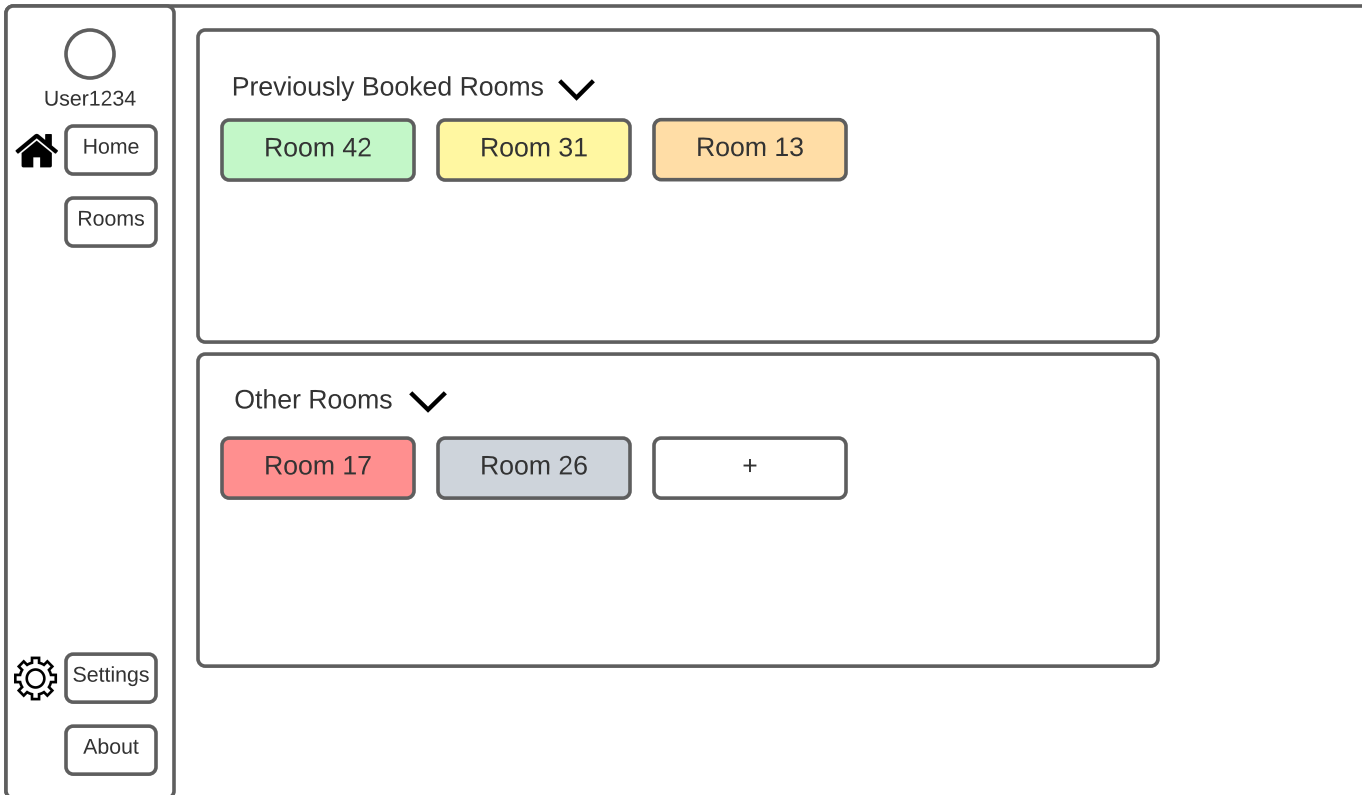 User1234
Home
Rooms
Settings
About
Previously Booked Rooms
Room 42
Room 31
Room 13
Other Rooms
Room 17
Room 26
+